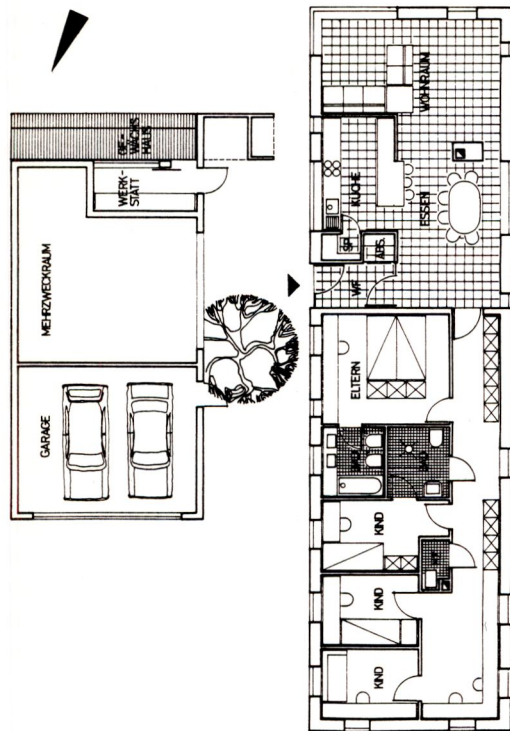 GE-
WÄCHS
HAUS
WERK-
STATT
MEHRZWECKRAUM
GARAGE
WOHNRAUM
KÜCHE
ESSEN
SP.
ABS.
WF
ELTERN
BAD
BAD
KIND
KIND
KIND